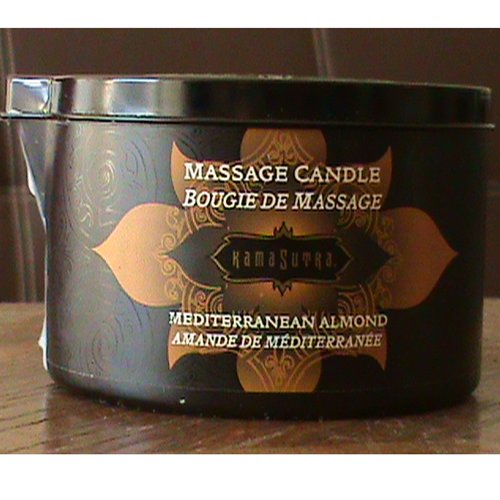 MASSAGE CANDLE
BOUGIE DE MASSAGE
KAMASUTRA
MEDITERRANEAN ALMOND
AMANDE DE MÉDITERRANÉE